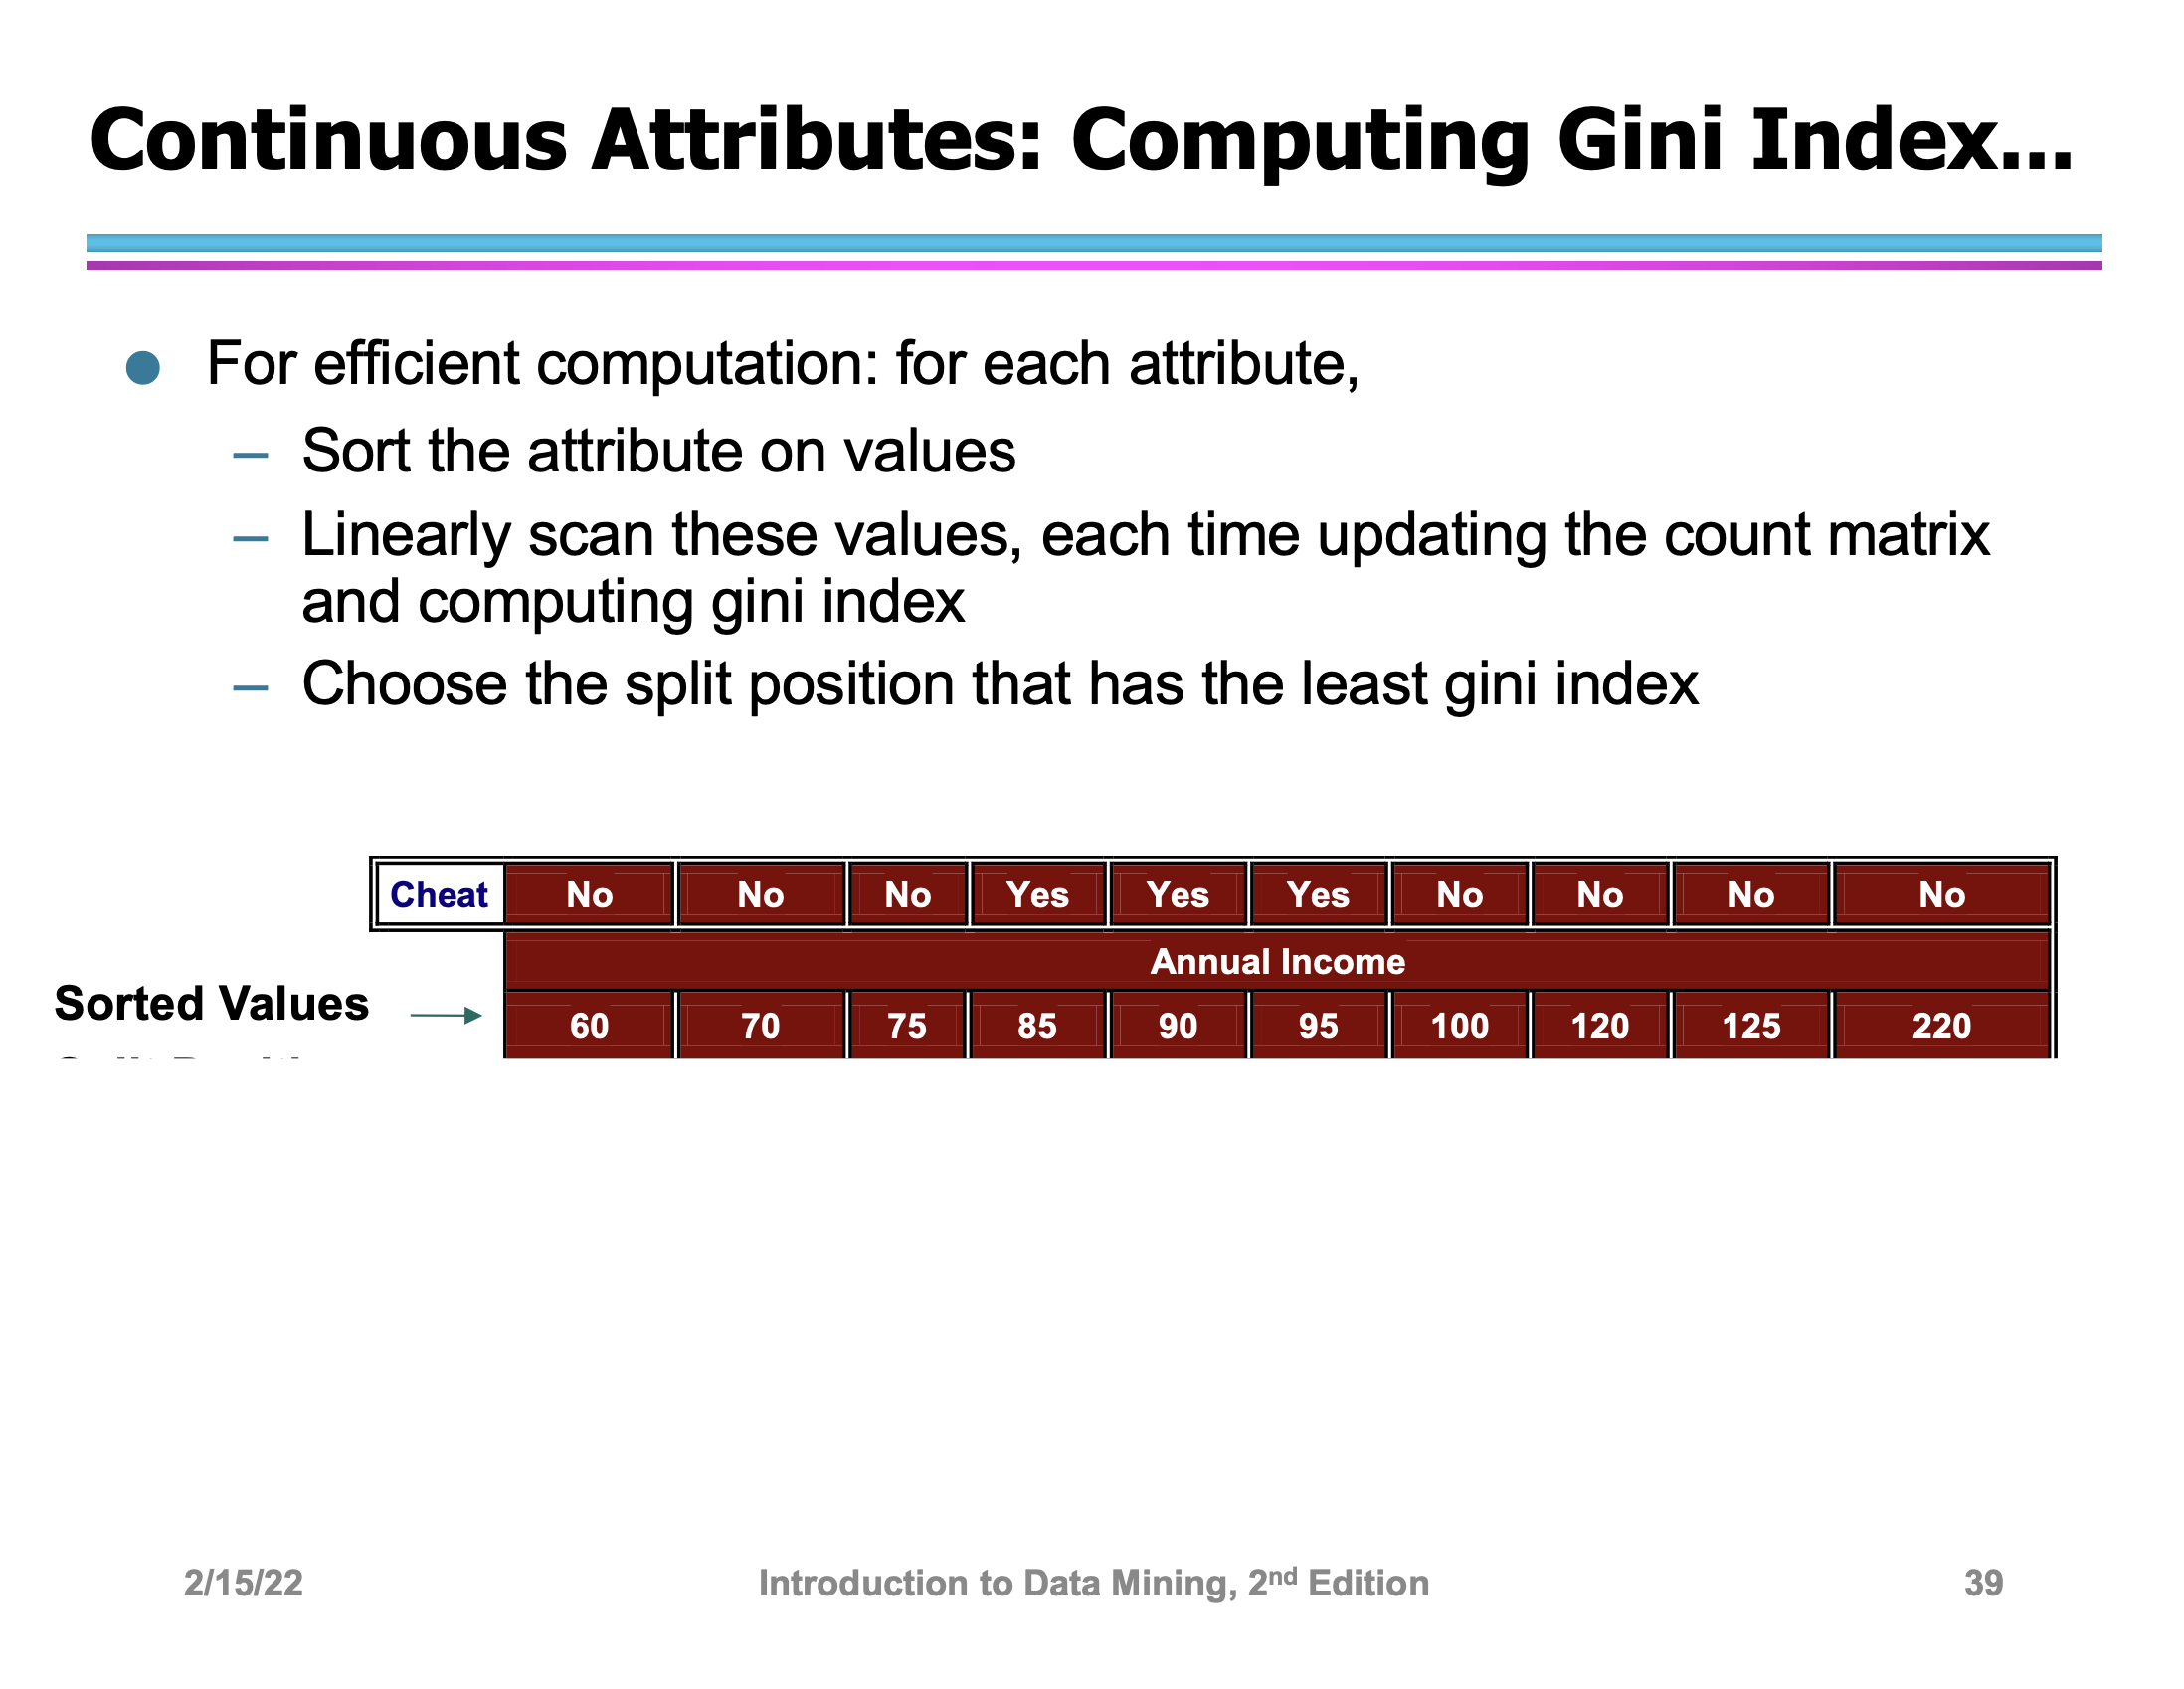 Continuous Attributes: Computing Gini Index...
For efficient computation: for each attribute,
– Sort the attribute on values
– Linearly scan these values, each time updating the count matrix
and computing gini index
– Choose the split position that has the least gini index
Cheat No No No Yes Yes Yes No No No No
Annual Income
Sorted Values 60 70 75 85 90 95 100 120 125 220
2/15/22 Introduction to Data Mining, 2nd Edition 39